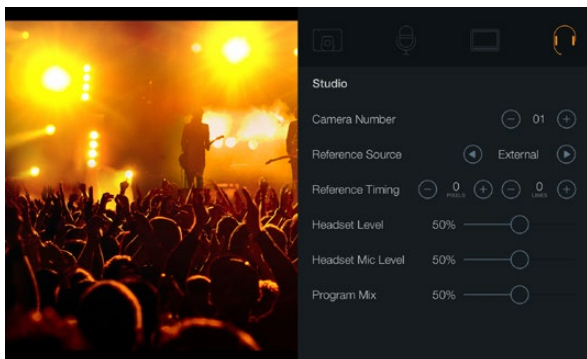 Studio
Camera Number 01
Reference Source External
Reference Timing 0 PIXELS 0 LINES
Headset Level 50%
Headset Mic Level 50%
Program Mix 50%